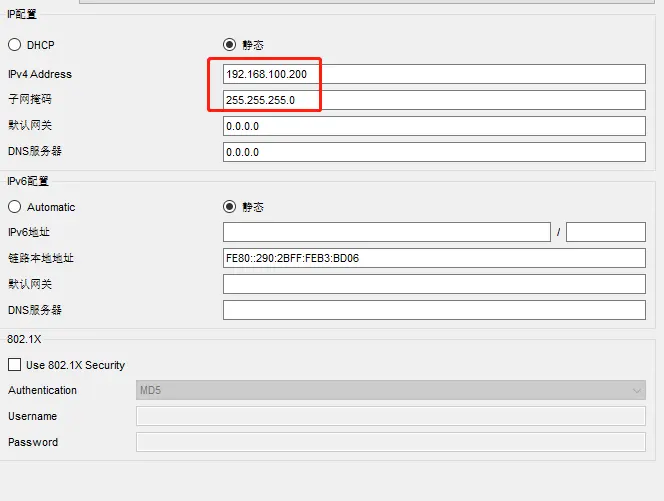 IP配置
DHCP 静态
IPv4 Address 192.168.100.200
子网掩码 255.255.255.0
默认网关 0.0.0.0
DNS服务器 0.0.0.0
IPv6配置
Automatic 静态
IPv6地址 /
链路本地地址 FE80::290:2BFF:FEB3:BD06
默认网关
DNS服务器
802.1X
Use 802.1X Security
Authentication MD5
Username
Password